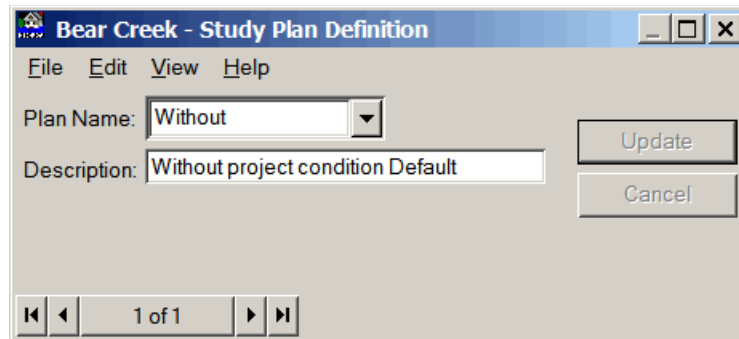 Bear Creek - Study Plan Definition
File Edit View Help
Plan Name: Without
Update
Description: Without project condition Default
Cancel
1 of 1